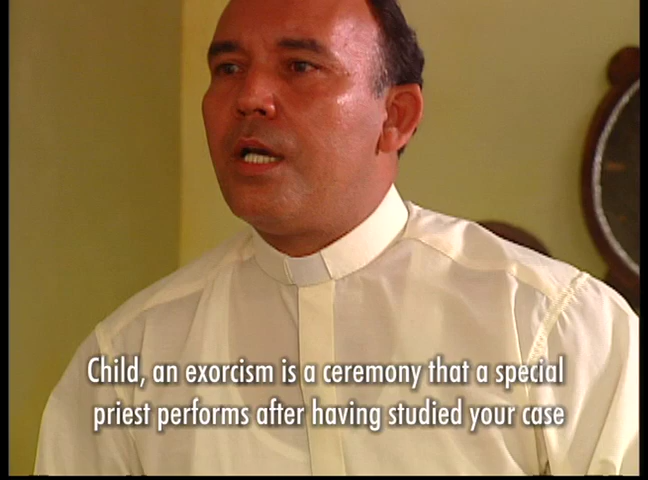 Child, an exorcism is a ceremony that a special
priest performs after having studied your case